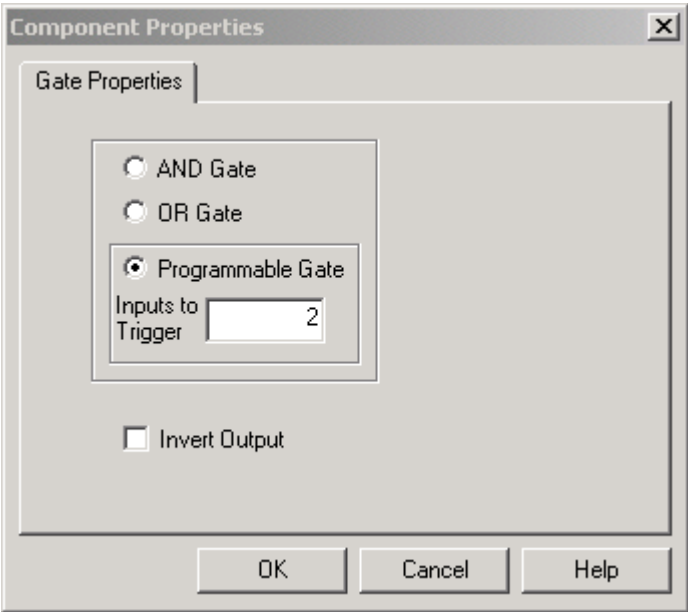 Component Properties
Gate Properties
AND Gate
OR Gate
Programmable Gate
Inputs to
Trigger
2
Invert Output
OK
Cancel
Help